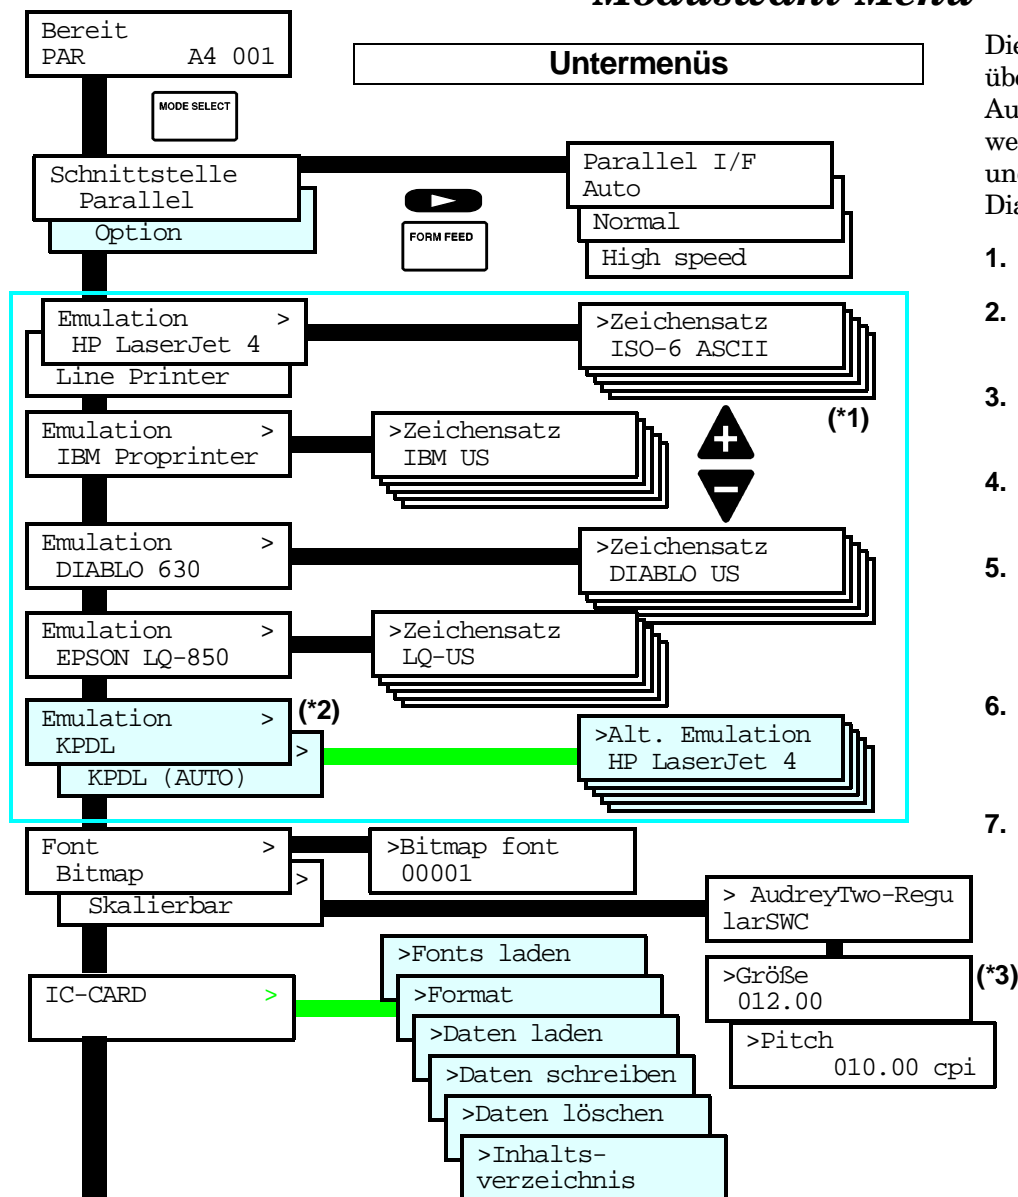 Moduswahl-Menü
Bereit
PAR A4 001
Untermenüs
MODE SELECT
Schnittstelle
Parallel
Option
FORM FEED
Parallel I/F
Auto
Normal
High speed
Emulation >
HP LaserJet 4
Line Printer
>Zeichensatz
ISO-6 ASCII
(*1)
Emulation >
IBM Proprinter
>Zeichensatz
IBM US
+
−
Emulation >
DIABLO 630
>Zeichensatz
DIABLO US
Emulation >
EPSON LQ-850
>Zeichensatz
LQ-US
Emulation >
KPDL
(*2)
>
KPDL (AUTO)
>Alt. Emulation
HP LaserJet 4
Font >
Bitmap
>
Skalierbar
>Bitmap font
00001
> AudreyTwo-Regu
larSWC
>Größe
012.00
(*3)
>Pitch
010.00 cpi
IC-CARD >
>Fonts laden
>Format
>Daten laden
>Daten schreiben
>Daten löschen
>Inhalts-
verzeichnis
1.
2.
3.
4.
5.
6.
7.